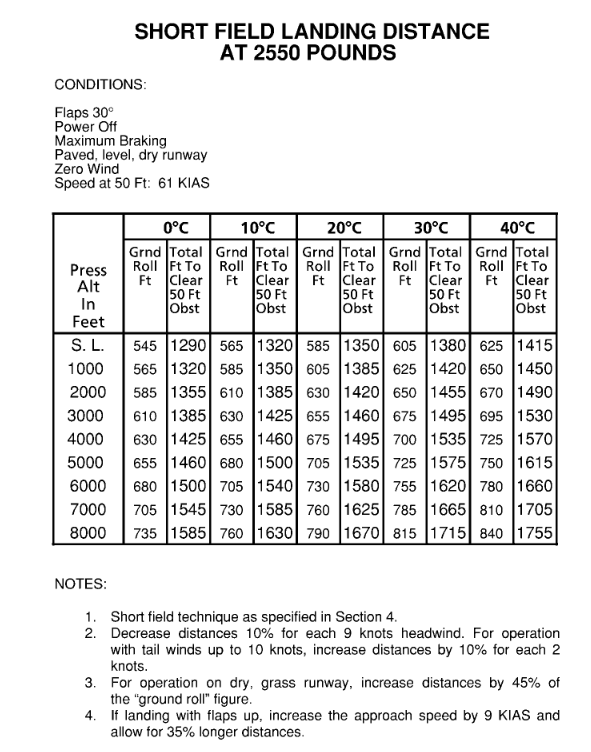 SHORT FIELD LANDING DISTANCE
AT 2550 POUNDS
CONDITIONS:
Flaps 30°
Power Off
Maximum Braking
Paved, level, dry runway
Zero Wind
Speed at 50 Ft: 61 KIAS
0°C 10°C 20°C 30°C 40°C
Press Alt In Feet Grnd Roll Ft Total Ft To Clear 50 Ft Obst Grnd Roll Ft Total Ft To Clear 50 Ft Obst Grnd Roll Ft Total Ft To Clear 50 Ft Obst Grnd Roll Ft Total Ft To Clear 50 Ft Obst Grnd Roll Ft Total Ft To Clear 50 Ft Obst
S. L. 545 1290 565 1320 585 1350 605 1380 625 1415
1000 565 1320 585 1350 605 1385 625 1420 650 1450
2000 585 1355 610 1385 630 1420 650 1455 670 1490
3000 610 1385 630 1425 655 1460 675 1495 695 1530
4000 630 1425 655 1460 675 1495 700 1535 725 1570
5000 655 1460 680 1500 705 1535 725 1575 750 1615
6000 680 1500 705 1540 730 1580 755 1620 780 1660
7000 705 1545 730 1585 760 1625 785 1665 810 1705
8000 735 1585 760 1630 790 1670 815 1715 840 1755
NOTES:
1. Short field technique as specified in Section 4.
2. Decrease distances 10% for each 9 knots headwind. For operation
with tail winds up to 10 knots, increase distances by 10% for each 2
knots.
3. For operation on dry, grass runway, increase distances by 45% of
the “ground roll” figure.
4. If landing with flaps up, increase the approach speed by 9 KIAS and
allow for 35% longer distances.